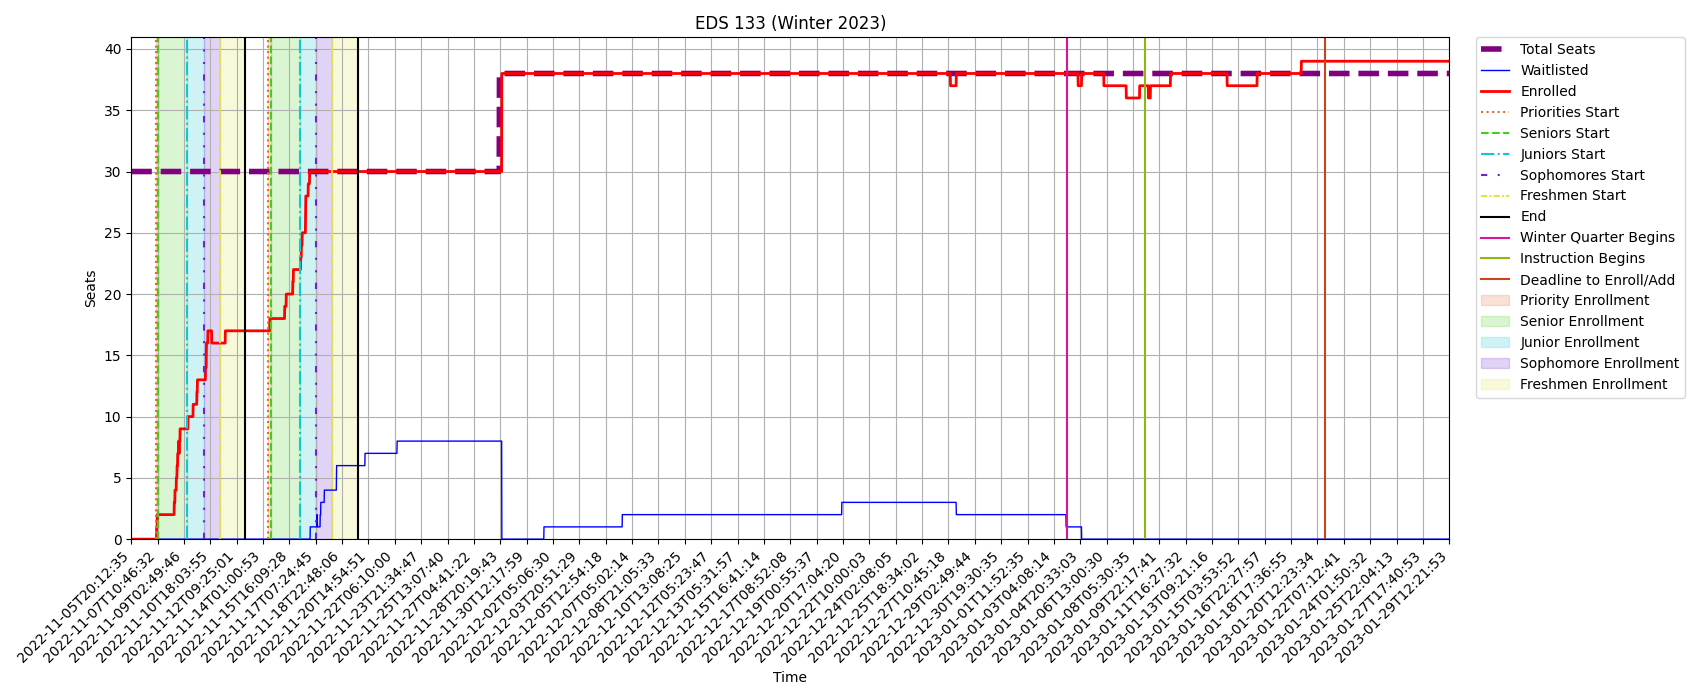 EDS 133 (Winter 2023)
Seats
40
35
30
25
20
15
10
5
0
2022-11-05T20:12:35
2022-11-07T10:46:32
2022-11-09T02:49:46
2022-11-10T18:03:55
2022-11-12T09:25:01
2022-11-14T01:00:53
2022-11-15T16:09:28
2022-11-17T07:24:45
2022-11-18T22:48:06
2022-11-20T14:54:51
2022-11-22T06:10:00
2022-11-23T21:34:47
2022-11-25T13:07:40
2022-11-27T04:41:22
2022-11-28T20:19:43
2022-11-30T12:17:59
2022-12-02T05:06:30
2022-12-03T20:51:29
2022-12-05T12:54:18
2022-12-07T05:02:14
2022-12-08T21:05:33
2022-12-10T13:08:25
2022-12-12T05:23:47
2022-12-13T05:31:57
2022-12-15T16:41:14
2022-12-17T08:52:08
2022-12-19T00:55:37
2022-12-20T17:04:20
2022-12-22T10:00:03
2022-12-24T02:08:05
2022-12-25T18:34:02
2022-12-27T10:45:18
2022-12-29T02:49:44
2022-12-30T19:30:35
2023-01-01T11:52:35
2023-01-03T04:08:14
2023-01-04T20:33:03
2023-01-06T13:00:30
2023-01-08T05:30:35
2023-01-09T22:17:41
2023-01-11T16:27:32
2023-01-13T09:21:16
2023-01-15T03:53:52
2023-01-16T22:27:57
2023-01-18T17:36:55
2023-01-20T12:23:34
2023-01-22T07:12:41
2023-01-24T01:50:32
2023-01-25T22:04:13
2023-01-27T17:40:53
2023-01-29T12:21:53
Time
Total Seats
Waitlisted
Enrolled
Priorities Start
Seniors Start
Juniors Start
Sophomores Start
Freshmen Start
End
Winter Quarter Begins
Instruction Begins
Deadline to Enroll/Add
Priority Enrollment
Senior Enrollment
Junior Enrollment
Sophomore Enrollment
Freshmen Enrollment